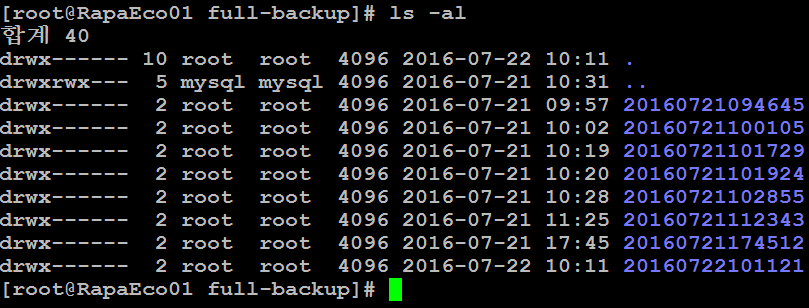 [root@RapaEco01 full-backup]# ls -al
합계 40
drwx------ 10 root  root  4096 2016-07-22 10:11 .
drwxrwx---  5 mysql mysql 4096 2016-07-21 10:31 ..
drwx------  2 root  root  4096 2016-07-21 09:57 20160721094645
drwx------  2 root  root  4096 2016-07-21 10:02 20160721100105
drwx------  2 root  root  4096 2016-07-21 10:19 20160721101729
drwx------  2 root  root  4096 2016-07-21 10:20 20160721101924
drwx------  2 root  root  4096 2016-07-21 10:28 20160721102855
drwx------  2 root  root  4096 2016-07-21 11:25 20160721112343
drwx------  2 root  root  4096 2016-07-21 17:45 20160721174512
drwx------  2 root  root  4096 2016-07-22 10:11 20160722101121
[root@RapaEco01 full-backup]#